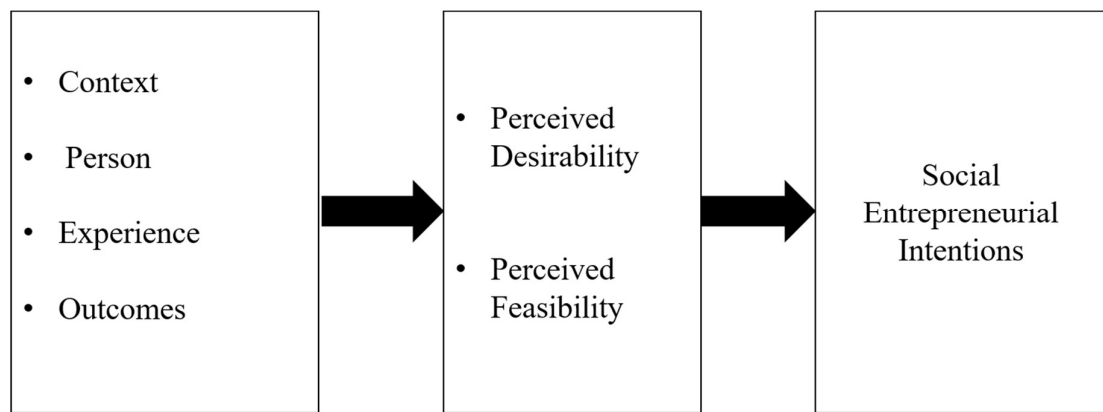 • Context
• Person
• Experience
• Outcomes
• Perceived
Desirability
• Perceived
Feasibility
Social
Entrepreneurial
Intentions